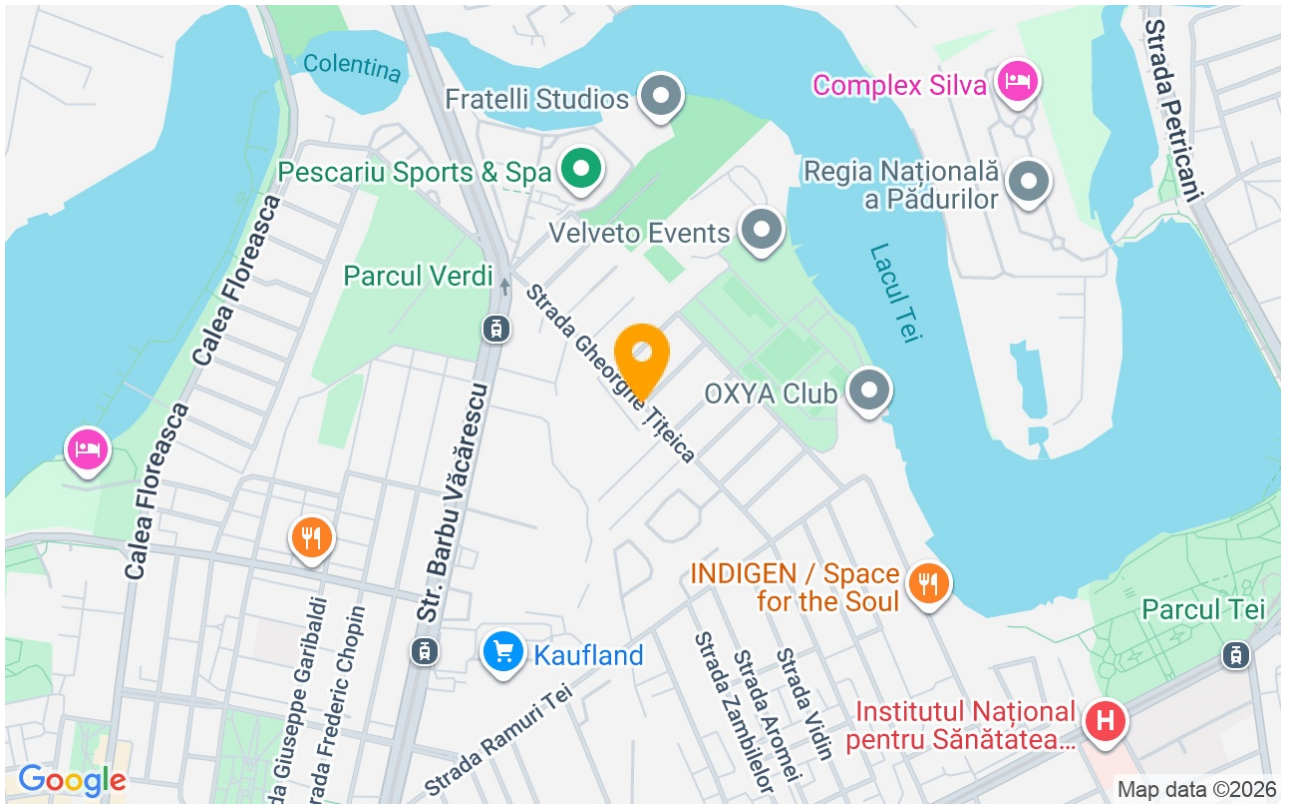 Colentina
Fratelli Studios
Complex Silva
Strada Petricani
Pescariu Sports & Spa
Regia Națională
a Pădurilor
Calea Floreasca
Velveto Events
Lacul Tei
Parcul Verdi
Strada Gheorghe Țițeica
OXYA Club
Calea Floreasca
Str. Barbu Văcărescu
INDIGEN / Space
for the Soul
Parcul Tei
Kaufland
da Giuseppe Garibaldi
rada Frederic Chopin
Strada Ramuri Tei
Strada Zambilelor
Strada Aromei
Strada Vidin
Institutul Național
pentru Sănătatea...
H
Google
Map data ©2026